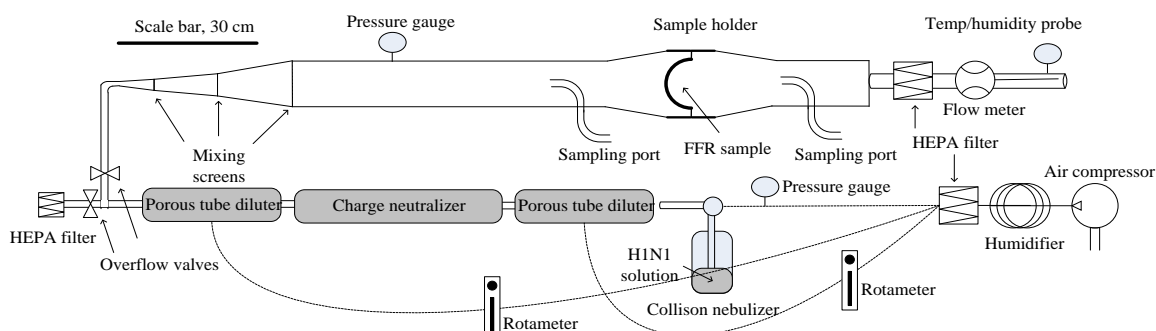 Scale bar, 30 cm
Pressure gauge
Sample holder
Temp/humidity probe
Flow meter
Sampling port
FFR sample
Sampling port
HEPA filter
Mixing
screens
Air compressor
Pressure gauge
Porous tube diluter
Charge neutralizer
Porous tube diluter
HEPA filter
Overflow valves
H1N1
solution
Humidifier
Collison nebulizer
Rotameter
Rotameter